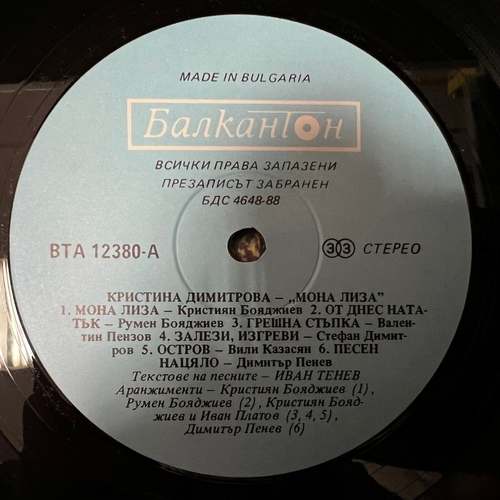 MADE IN BULGARIA
БалканТон
ВСИЧКИ ПРАВА ЗАПАЗЕНИ
ПРЕЗАПИСЪТ ЗАБРАНЕН
БДС 4648-88
ВТА 12380-А
33 СТЕРЕО
КРИСТИНА ДИМИТРОВА – „МОНА ЛИЗА”
1. МОНА ЛИЗА – Кристиян Бояджиев 2. ОТ ДНЕС НАТА-
ТЪК – Румен Бояджиев 3. ГРЕШНА СТЪПКА – Вален-
тин Пензов 4. ЗАЛЕЗИ, ИЗГРЕВИ – Стефан Димит-
ров 5. ОСТРОВ – Вили Казасян 6. ПЕСЕН
НАЦЯЛО – Димитър Пенев
Текстове на песните – ИВАН ТЕНЕВ
Аранжименти – Кристиян Бояджиев (1),
Румен Бояджиев (2), Кристиян Бояд-
жиев и Иван Платов (3, 4, 5),
Димитър Пенев (6)